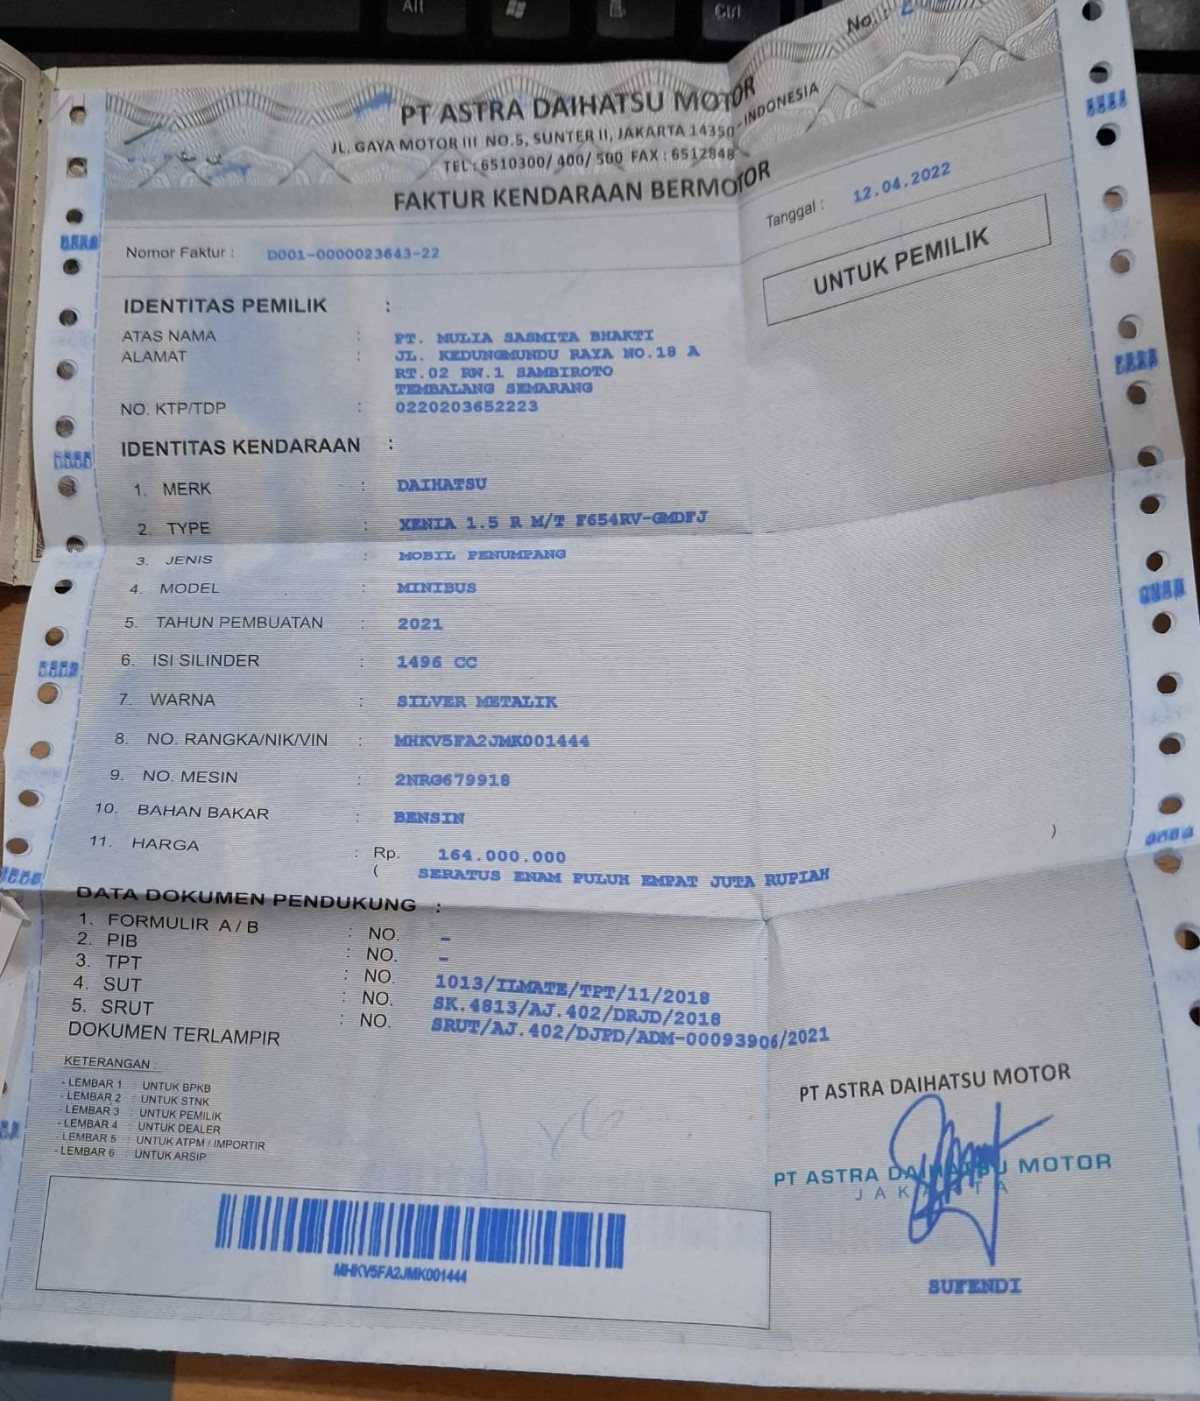 Alt
Ctrl
No. :
PT ASTRA DAIHATSU MOTOR
JL. GAYA MOTOR III NO.5, SUNTER II, JAKARTA 14350-INDONESIA
TEL : 6510300/ 400/ 500 FAX : 6512848
FAKTUR KENDARAAN BERMOTOR
Nomor Faktur : D001-0000023643-22
Tanggal : 12.04.2022
UNTUK PEMILIK
IDENTITAS PEMILIK :
ATAS NAMA : PT. MULIA SASMITA BHAKTI
ALAMAT : JL. KEDUNGMUNDU RAYA NO.18 A
RT.02 RW.1 SAMBIROTO
TEMBALANG SEMARANG
NO. KTP/TDP : 0220203652223
IDENTITAS KENDARAAN :
1. MERK : DAIHATSU
2. TYPE : XENIA 1.5 R M/T F654RV-GMDFJ
3. JENIS : MOBIL PENUMPANG
4. MODEL : MINIBUS
5. TAHUN PEMBUATAN : 2021
6. ISI SILINDER : 1496 CC
7. WARNA : SILVER METALIK
8. NO. RANGKA/NIK/VIN : MHKV5FA2JMK001444
9. NO. MESIN : 2NRG679918
10. BAHAN BAKAR : BENSIN
11. HARGA : Rp. 164.000.000
( SERATUS ENAM PULUH EMPAT JUTA RUPIAH )
DATA DOKUMEN PENDUKUNG :
1. FORMULIR A / B : NO. –
2. PIB : NO. –
3. TPT : NO. 1013/ILMATE/TPT/11/2018
4. SUT : NO. SK.4813/AJ.402/DRJD/2018
5. SRUT : NO. SRUT/AJ.402/DJPD/ADM-00093906/2021
DOKUMEN TERLAMPIR
KETERANGAN :
- LEMBAR 1 : UNTUK BPKB
- LEMBAR 2 : UNTUK STNK
- LEMBAR 3 : UNTUK PEMILIK
- LEMBAR 4 : UNTUK DEALER
- LEMBAR 5 : UNTUK ATPM / IMPORTIR
- LEMBAR 6 : UNTUK ARSIP
PT ASTRA DAIHATSU MOTOR
PT ASTRA DAIHATSU MOTOR
JAKARTA
SUFENDI
MHKV5FA2JMK001444